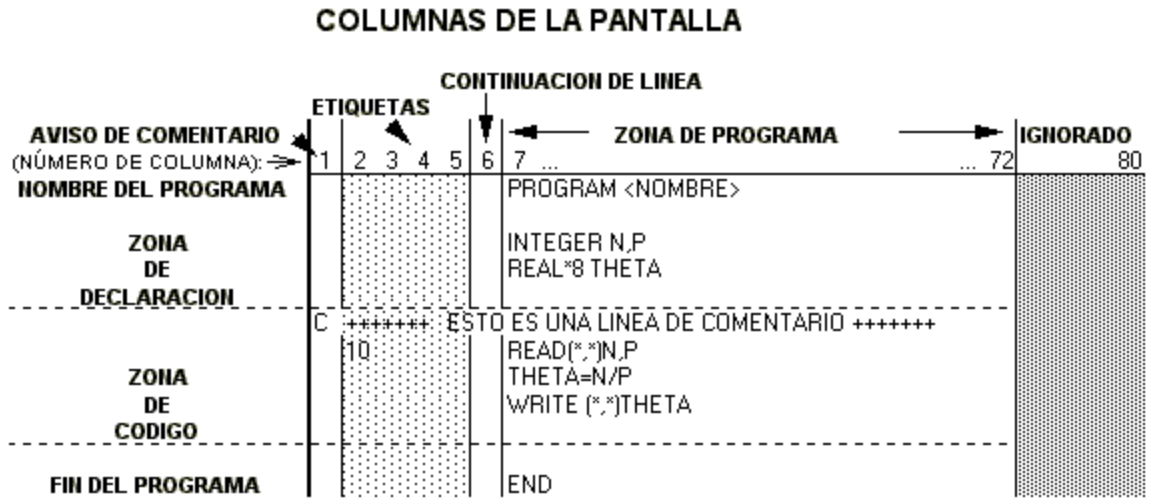 COLUMNAS DE LA PANTALLA
CONTINUACION DE LINEA
ETIQUETAS
AVISO DE COMENTARIO ZONA DE PROGRAMA IGNORADO
(NÚMERO DE COLUMNA): 1 2 3 4 5 6 7 ... ... 72 80
NOMBRE DEL PROGRAMA PROGRAM <NOMBRE>
ZONA INTEGER N,P
DE REAL*8 THETA
DECLARACION
C +++++++ ESTO ES UNA LINEA DE COMENTARIO +++++++
10 READ(*,*)N,P
ZONA THETA=N/P
DE WRITE (*,*)THETA
CODIGO
FIN DEL PROGRAMA END